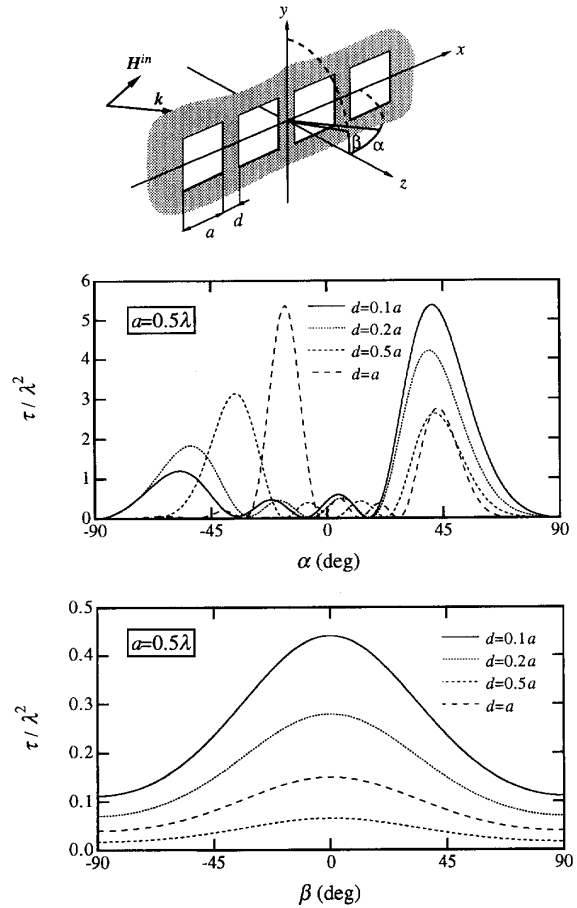 y
x
H^in
k
β
α
z
a
d
6
5
4
3
2
1
0
τ / λ²
a=0.5λ
d=0.1a
d=0.2a
d=0.5a
d=a
-90
-45
0
45
90
α (deg)
0.5
0.4
0.3
0.2
0.1
0.0
τ / λ²
a=0.5λ
d=0.1a
d=0.2a
d=0.5a
d=a
-90
-45
0
45
90
β (deg)